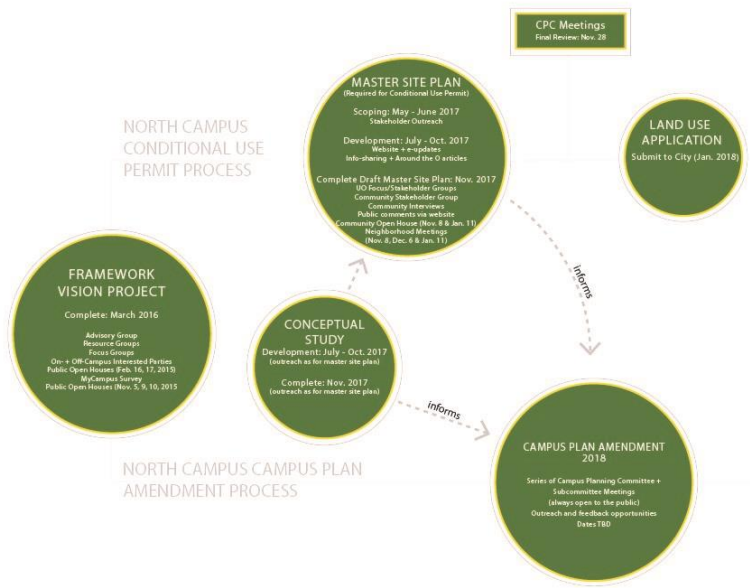 CPC Meetings
Final Review: Nov. 28
MASTER SITE PLAN
(Required for Conditional Use Permit)
Scoping: May - June 2017
Stakeholder Outreach
Development: July - Oct. 2017
Website + e-updates
Info-sharing + Around the O articles
Complete Draft Master Site Plan: Nov. 2017
UO Focus/Stakeholder Groups
Community Stakeholder Group
Community Interviews
Public comments via website
Community Open House (Nov. 8 & Jan. 11)
Neighborhood Meetings
(Nov. 8, Dec. 6 & Jan. 11)
NORTH CAMPUS
CONDITIONAL USE
PERMIT PROCESS
LAND USE
APPLICATION
Submit to City (Jan. 2018)
FRAMEWORK
VISION PROJECT
Complete: March 2016
Advisory Group
Resource Groups
Focus Groups
On- + Off-Campus Interested Parties
Public Open Houses (Feb. 16, 17, 2015)
MyCampus Survey
Public Open Houses (Nov. 5, 9, 10, 2015
CONCEPTUAL
STUDY
Development: July - Oct. 2017
(outreach as for master site plan)
Complete: Nov. 2017
(outreach as for master site plan)
informs
informs
CAMPUS PLAN AMENDMENT
2018
Series of Campus Planning Committee +
Subcommittee Meetings
(always open to the public)
Outreach and feedback opportunities
Dates TBD
NORTH CAMPUS CAMPUS PLAN
AMENDMENT PROCESS